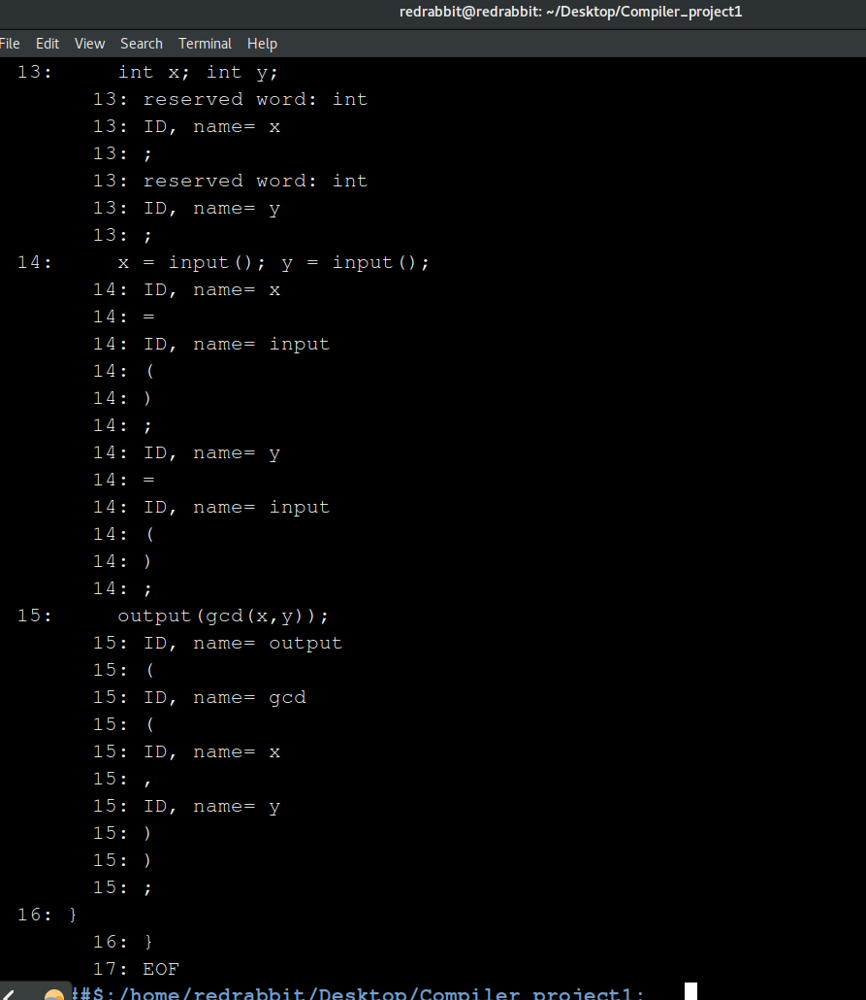 redrabbit@redrabbit: ~/Desktop/Compiler_project1
File Edit View Search Terminal Help
13: int x; int y;
13: reserved word: int
13: ID, name= x
13: ;
13: reserved word: int
13: ID, name= y
13: ;
14: x = input(); y = input();
14: ID, name= x
14: =
14: ID, name= input
14: (
14: )
14: ;
14: ID, name= y
14: =
14: ID, name= input
14: (
14: )
14: ;
15: output(gcd(x,y));
15: ID, name= output
15: (
15: ID, name= gcd
15: (
15: ID, name= x
15: ,
15: ID, name= y
15: )
15: )
15: ;
16: }
16: }
17: EOF
##$:/home/redrabbit/Desktop/Compiler_project1: